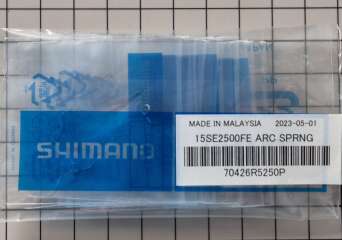 MADE IN MALAYSIA 2023-05-01
15SE2500FE ARC SPRNG
SHIMANO
70426R5250P